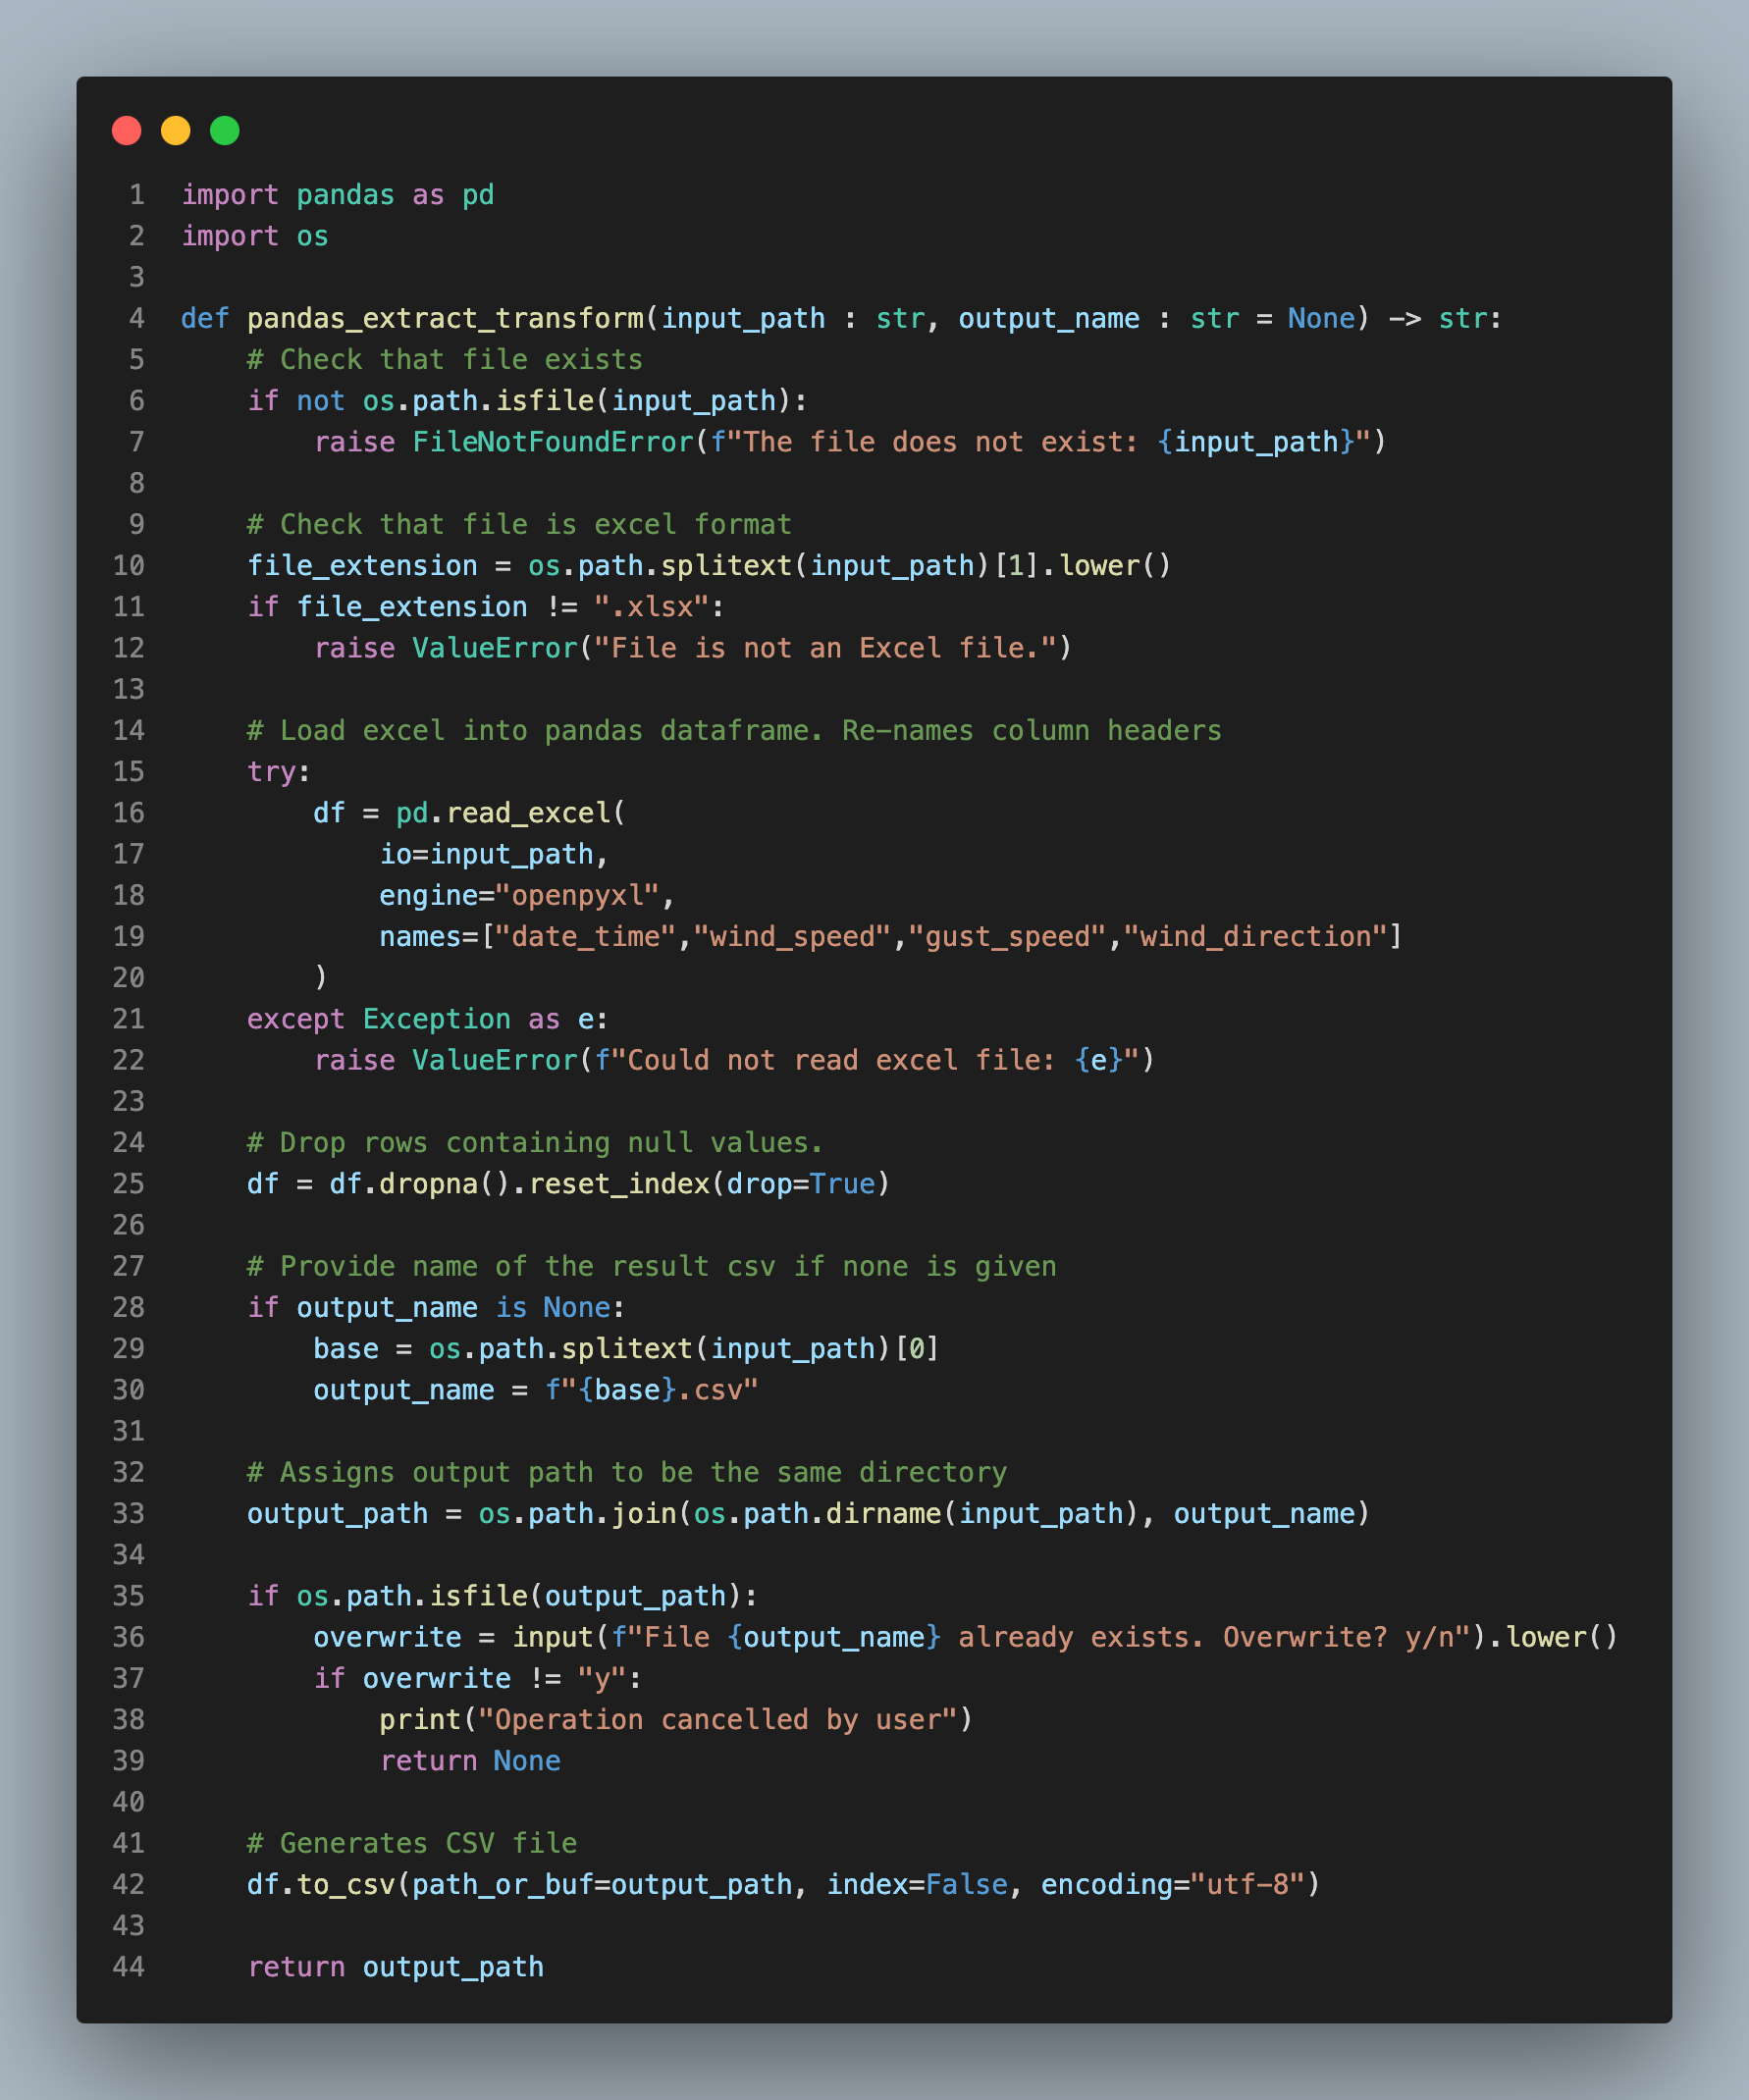 1 import pandas as pd
2 import os
3
4 def pandas_extract_transform(input_path : str, output_name : str = None) -> str:
5     # Check that file exists
6     if not os.path.isfile(input_path):
7         raise FileNotFoundError(f"The file does not exist: {input_path}")
8
9     # Check that file is excel format
10     file_extension = os.path.splitext(input_path)[1].lower()
11     if file_extension != ".xlsx":
12         raise ValueError("File is not an Excel file.")
13
14     # Load excel into pandas dataframe. Re-names column headers
15     try:
16         df = pd.read_excel(
17             io=input_path,
18             engine="openpyxl",
19             names=["date_time","wind_speed","gust_speed","wind_direction"]
20         )
21     except Exception as e:
22         raise ValueError(f"Could not read excel file: {e}")
23
24     # Drop rows containing null values.
25     df = df.dropna().reset_index(drop=True)
26
27     # Provide name of the result csv if none is given
28     if output_name is None:
29         base = os.path.splitext(input_path)[0]
30         output_name = f"{base}.csv"
31
32     # Assigns output path to be the same directory
33     output_path = os.path.join(os.path.dirname(input_path), output_name)
34
35     if os.path.isfile(output_path):
36         overwrite = input(f"File {output_name} already exists. Overwrite? y/n").lower()
37         if overwrite != "y":
38             print("Operation cancelled by user")
39             return None
40
41     # Generates CSV file
42     df.to_csv(path_or_buf=output_path, index=False, encoding="utf-8")
43
44     return output_path